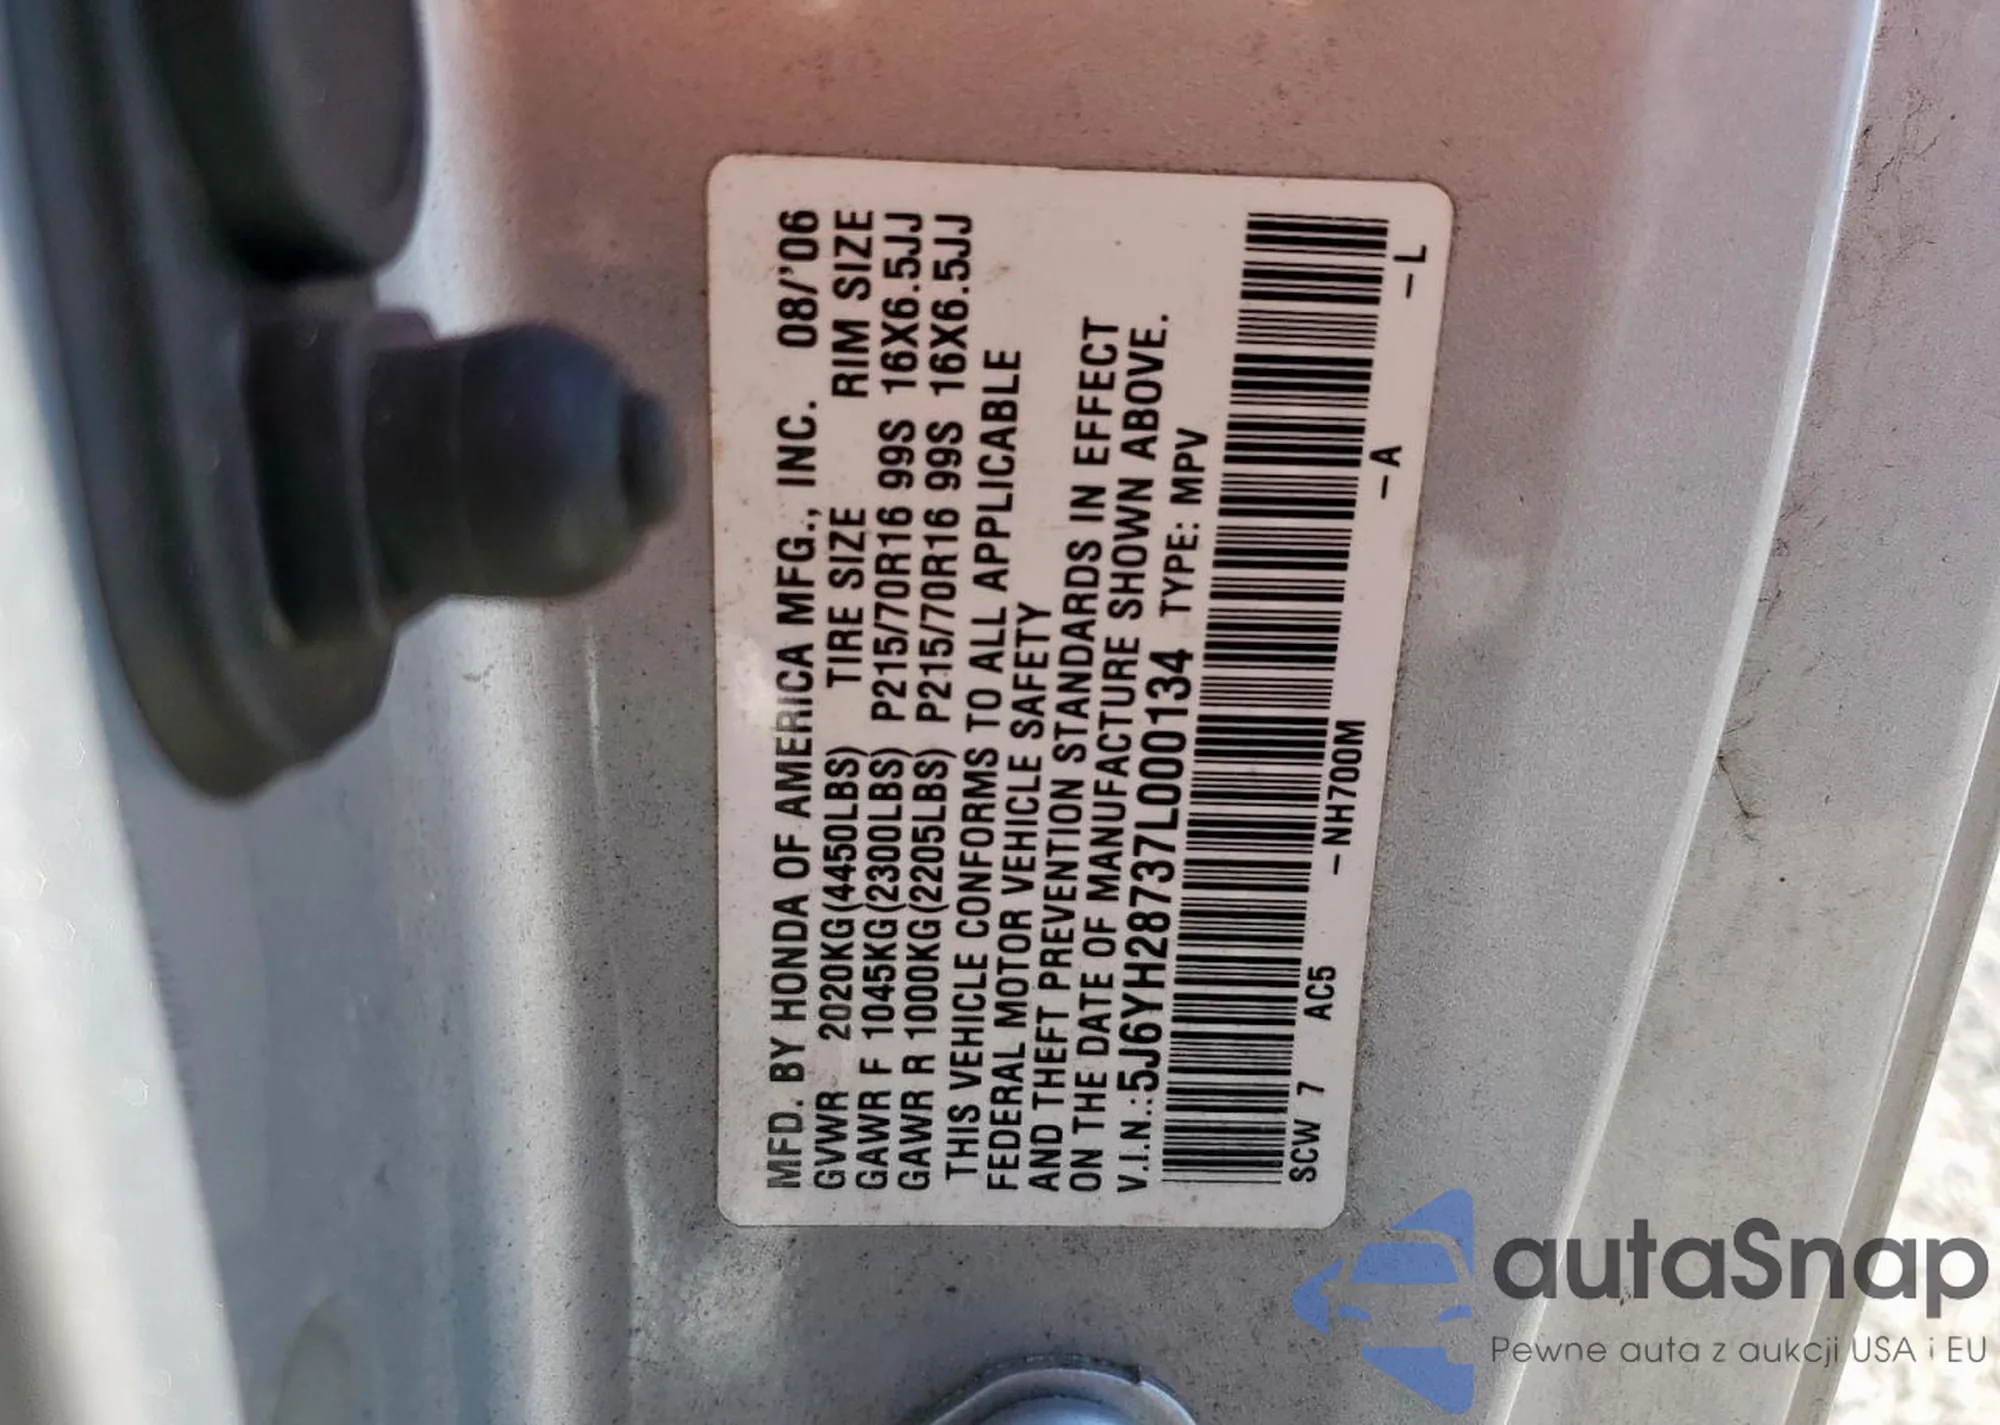 MFD. BY HONDA OF AMERICA MFG., INC. 08/'06
GVWR 2020KG(4450LBS) TIRE SIZE RIM SIZE
GAWR F 1045KG(2300LBS) P215/70R16 99S 16X6.5JJ
GAWR R 1000KG(2205LBS) P215/70R16 99S 16X6.5JJ
THIS VEHICLE CONFORMS TO ALL APPLICABLE
FEDERAL MOTOR VEHICLE SAFETY
AND THEFT PREVENTION STANDARDS IN EFFECT
ON THE DATE OF MANUFACTURE SHOWN ABOVE.
V.I.N.:5J6YH28737L000134 TYPE: MPV
SCW 7 AC5 –NH700M –A –L
autaSnap
Pewne auta z aukcji USA i EU